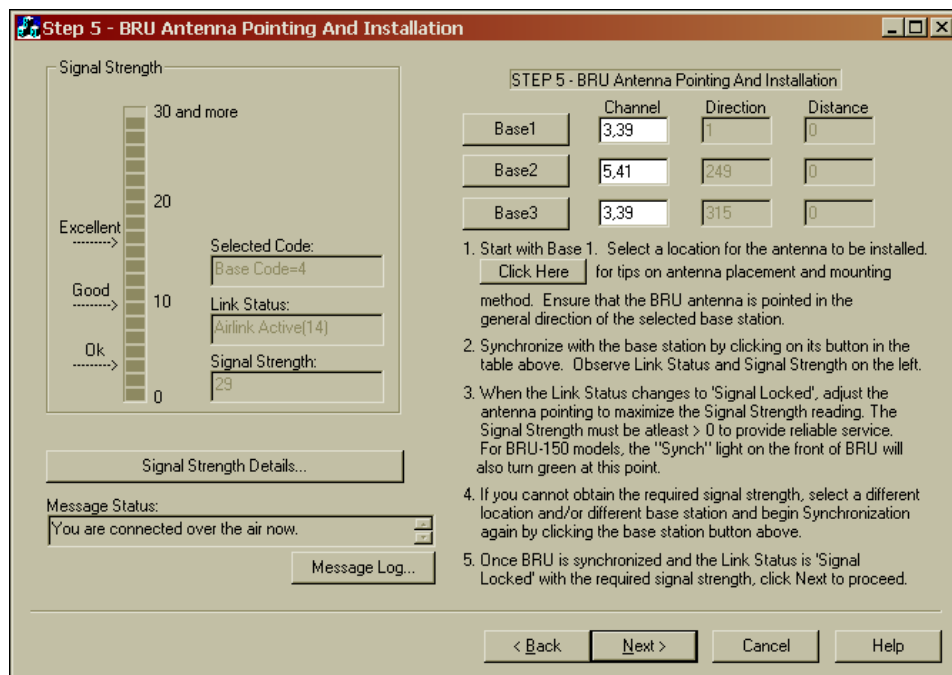 Step 5 - BRU Antenna Pointing And Installation
Signal Strength
30 and more
20
Excellent
-------->
Good
-------->
10
Ok
-------->
0
Selected Code:
Base Code=4
Link Status:
Airlink Active(14)
Signal Strength:
29
Signal Strength Details...
Message Status:
You are connected over the air now.
Message Log...
STEP 5 - BRU Antenna Pointing And Installation
Channel Direction Distance
Base1 3,39 1 0
Base2 5,41 249 0
Base3 3,39 315 0
1. Start with Base 1. Select a location for the antenna to be installed.
Click Here for tips on antenna placement and mounting
method. Ensure that the BRU antenna is pointed in the
general direction of the selected base station.
2. Synchronize with the base station by clicking on its button in the
table above. Observe Link Status and Signal Strength on the left.
3. When the Link Status changes to 'Signal Locked', adjust the
antenna pointing to maximize the Signal Strength reading. The
Signal Strength must be atleast > 0 to provide reliable service.
For BRU-150 models, the "Synch" light on the front of BRU will
also turn green at this point.
4. If you cannot obtain the required signal strength, select a different
location and/or different base station and begin Synchronization
again by clicking the base station button above.
5. Once BRU is synchronized and the Link Status is 'Signal
Locked' with the required signal strength, click Next to proceed.
< Back Next > Cancel Help